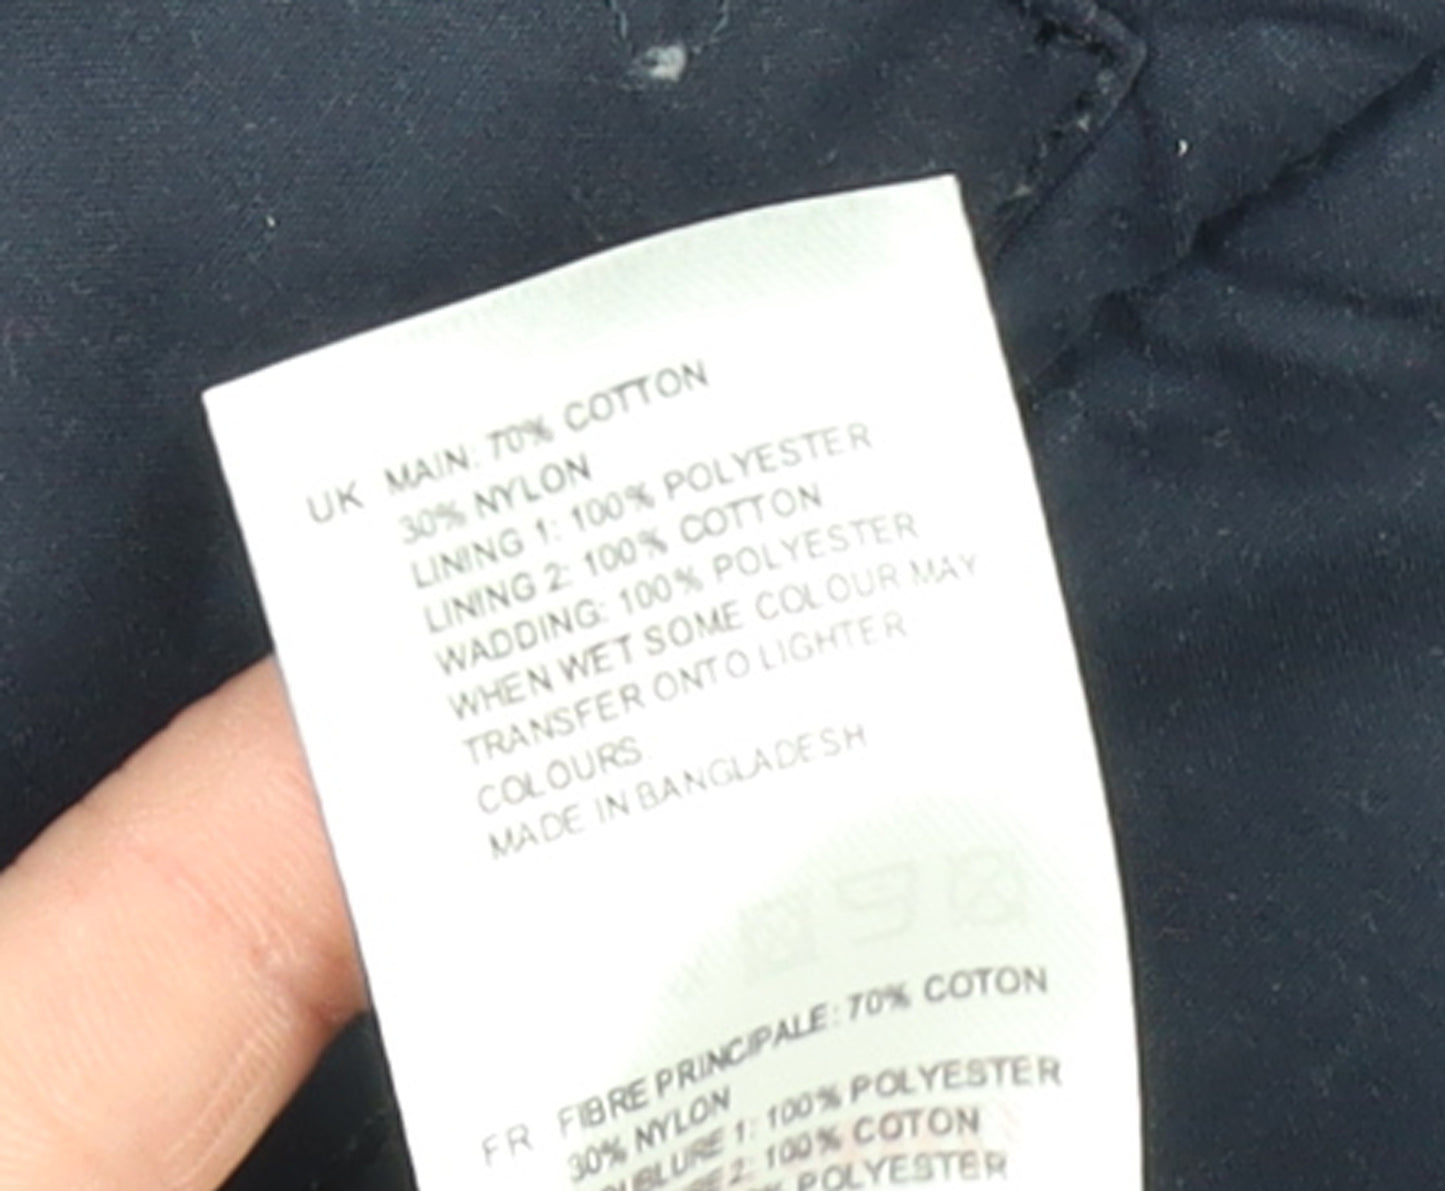 UK MAIN: 70% COTTON
30% NYLON
LINING 1: 100% POLYESTER
LINING 2: 100% COTTON
WADDING: 100% POLYESTER
WHEN WET SOME COLOUR MAY
TRANSFER ONTO LIGHTER
COLOURS.
MADE IN BANGLADESH
FR FIBRE PRINCIPALE: 70% COTON
30% NYLON
1: 100% POLYESTER
2: 100% COTON
POLYESTER